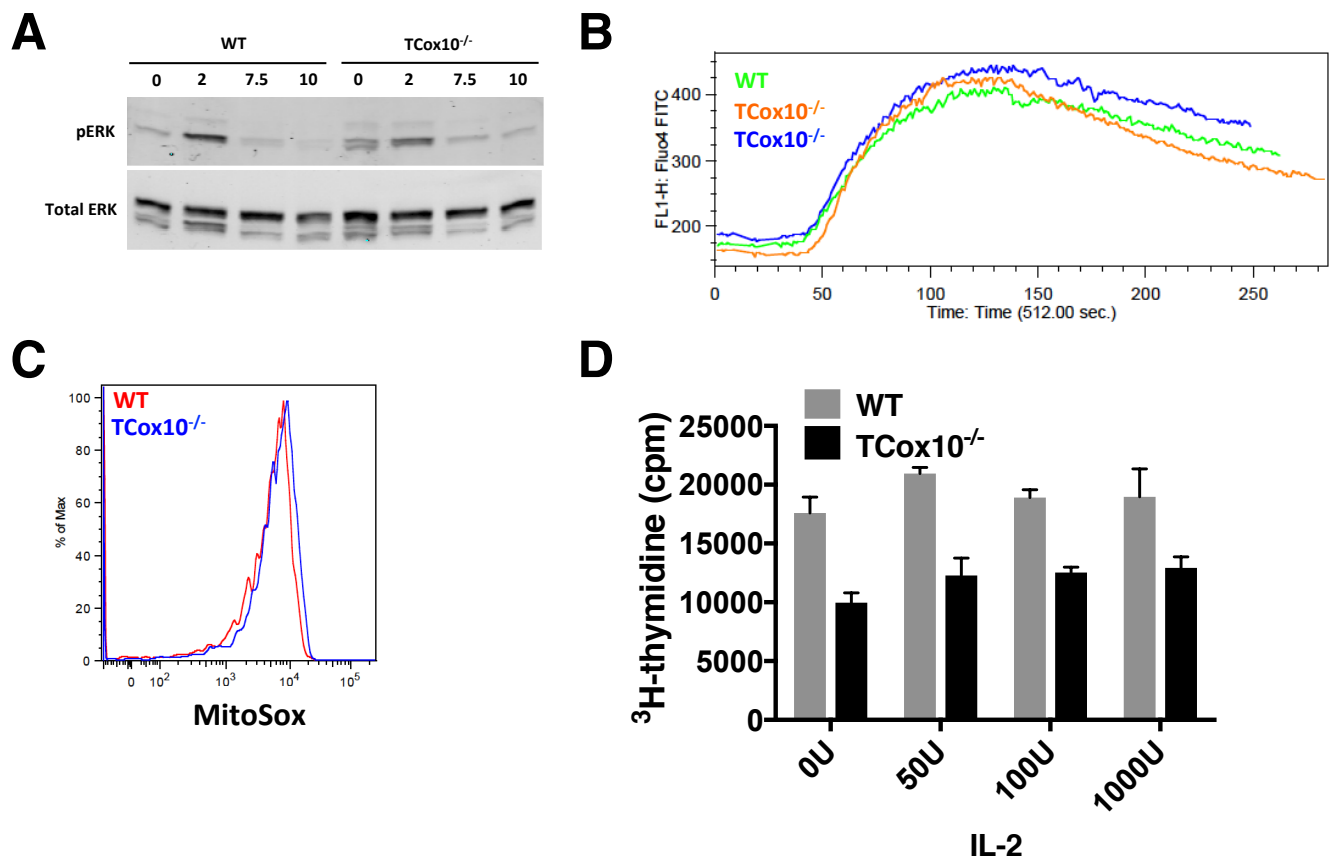 A
WT TCox10-/-
0 2 7.5 10 0 2 7.5 10
pERK
Total ERK
B
WT
TCox10-/-
TCox10-/-
FL1-H: Fluo4 FITC
400
300
200
0 50 100 150 200 250
Time: Time (512.00 sec.)
C
WT
TCox10-/-
% of Max
100
80
60
40
20
0
0 10² 10³ 10⁴ 10⁵
MitoSox
D
WT
TCox10-/-
³H-thymidine (cpm)
25000
20000
15000
10000
5000
0
0U 50U 100U 1000U
IL-2